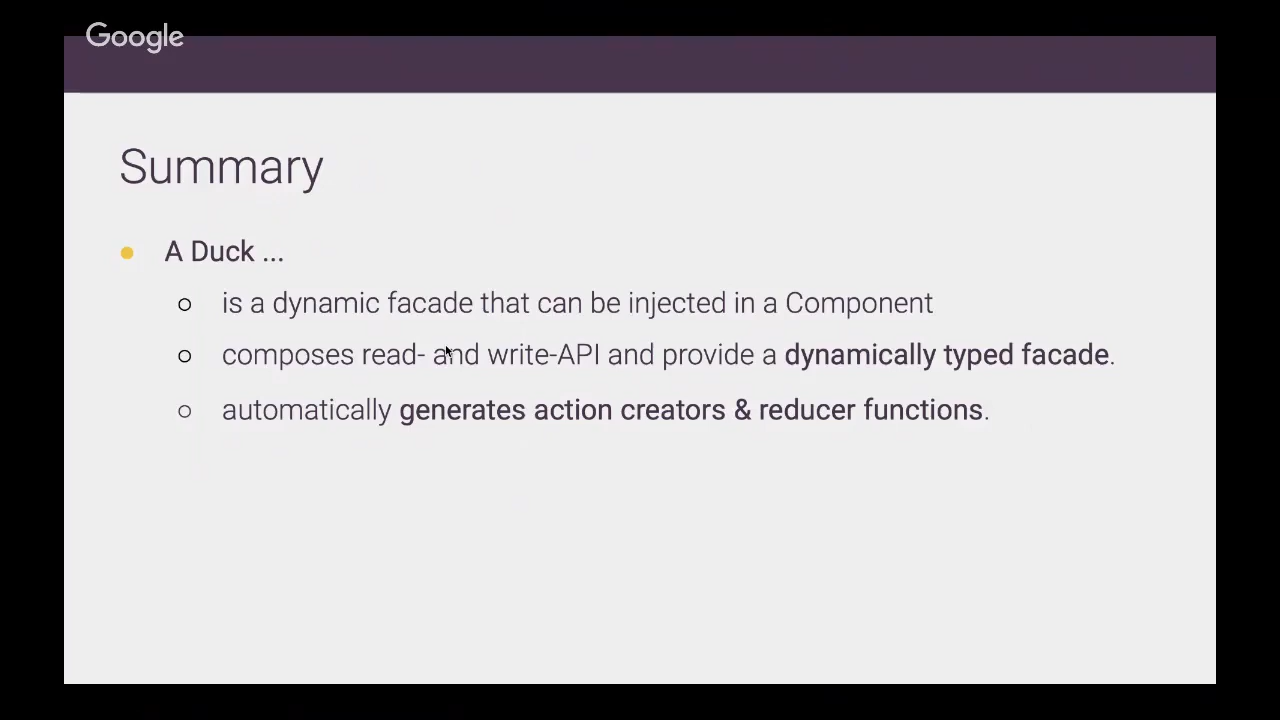 Google
Summary
A Duck ...
is a dynamic facade that can be injected in a Component
composes read- and write-API and provide a dynamically typed facade.
automatically generates action creators & reducer functions.